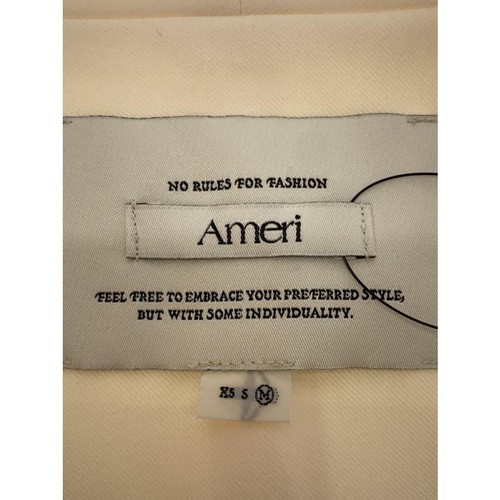 NO RULES FOR FASHION
Ameri
FEEL FREE TO EMBRACE YOUR PREFERRED STYLE,
BUT WITH SOME INDIVIDUALITY.
XS S M